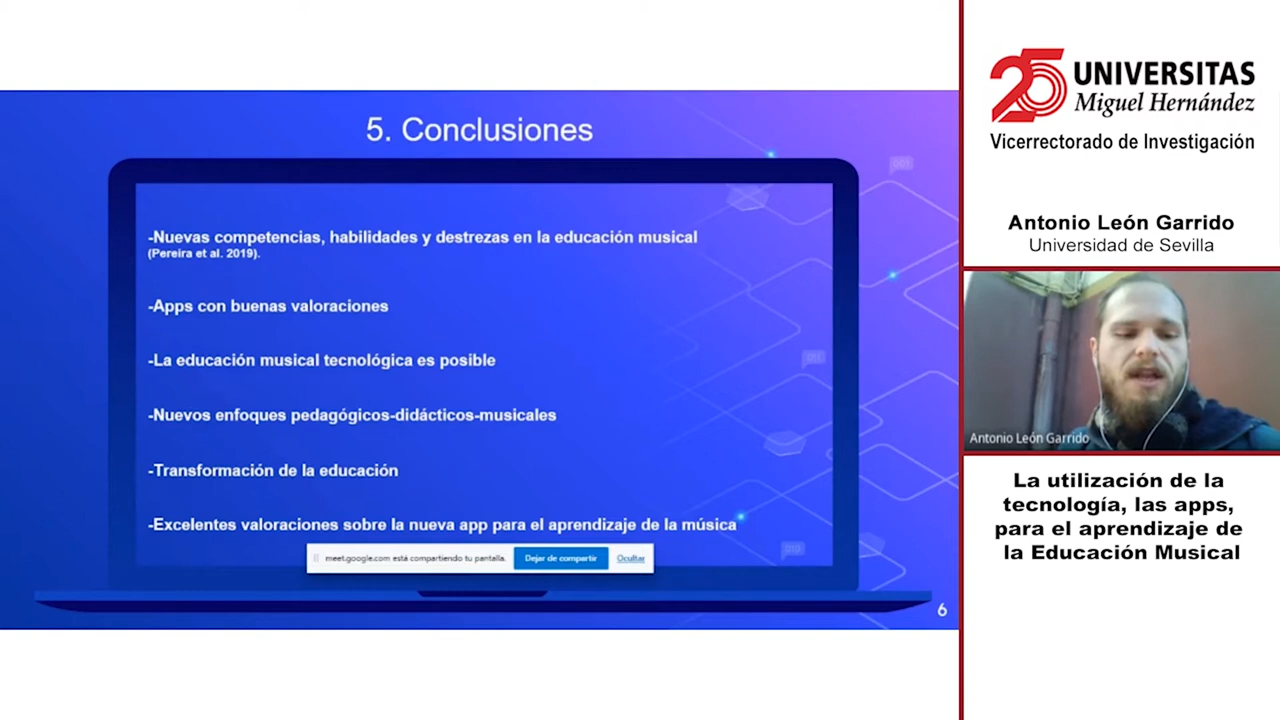 5. Conclusiones
-Nuevas competencias, habilidades y destrezas en la educación musical
(Pereira et al. 2019).
-Apps con buenas valoraciones
-La educación musical tecnológica es posible
-Nuevos enfoques pedagógicos-didácticos-musicales
-Transformación de la educación
-Excelentes valoraciones sobre la nueva app para el aprendizaje de la música
meet.google.com está compartiendo tu pantalla.
Dejar de compartir
Ocultar
001
011
010
6
25 UNIVERSITAS
Miguel Hernández
Vicerrectorado de Investigación
Antonio León Garrido
Universidad de Sevilla
Antonio León Garrido
La utilización de la
tecnología, las apps,
para el aprendizaje de
la Educación Musical